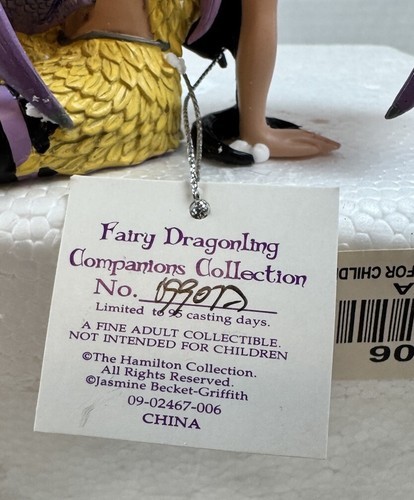 Fairy Dragonling
Companions Collection
No.
Limited to 95 casting days.
A FINE ADULT COLLECTIBLE.
NOT INTENDED FOR CHILDREN
©The Hamilton Collection.
All Rights Reserved.
©Jasmine Becket-Griffith
09-02467-006
CHINA
FOR CHILD
A
06